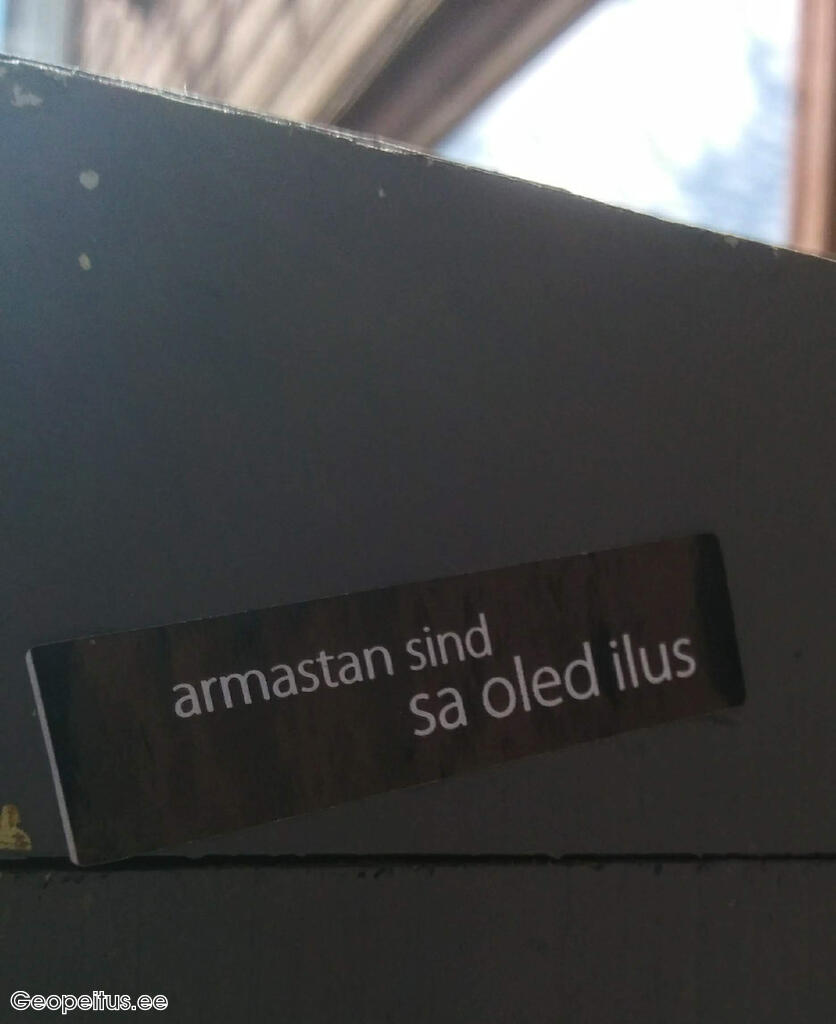 armastan sind
sa oled ilus
Geopeitus.ee